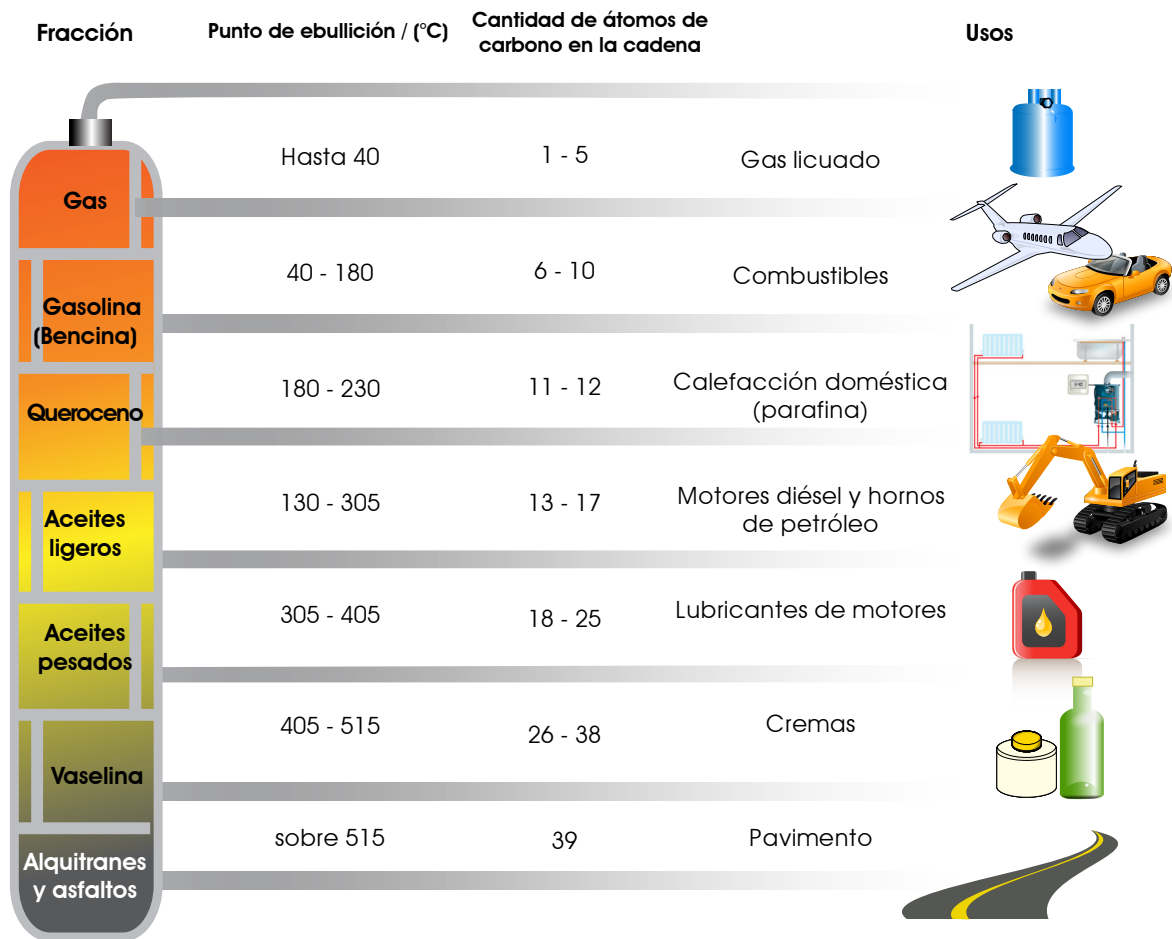 Fracción
Punto de ebullición / (°C)
Cantidad de átomos de
carbono en la cadena
Usos
Gas
Hasta 40
1 - 5
Gas licuado
Gasolina
(Bencina)
40 - 180
6 - 10
Combustibles
Queroceno
180 - 230
11 - 12
Calefacción doméstica
(parafina)
Aceites
ligeros
130 - 305
13 - 17
Motores diésel y hornos
de petróleo
Aceites
pesados
305 - 405
18 - 25
Lubricantes de motores
Vaselina
405 - 515
26 - 38
Cremas
Alquitranes
y asfaltos
sobre 515
39
Pavimento